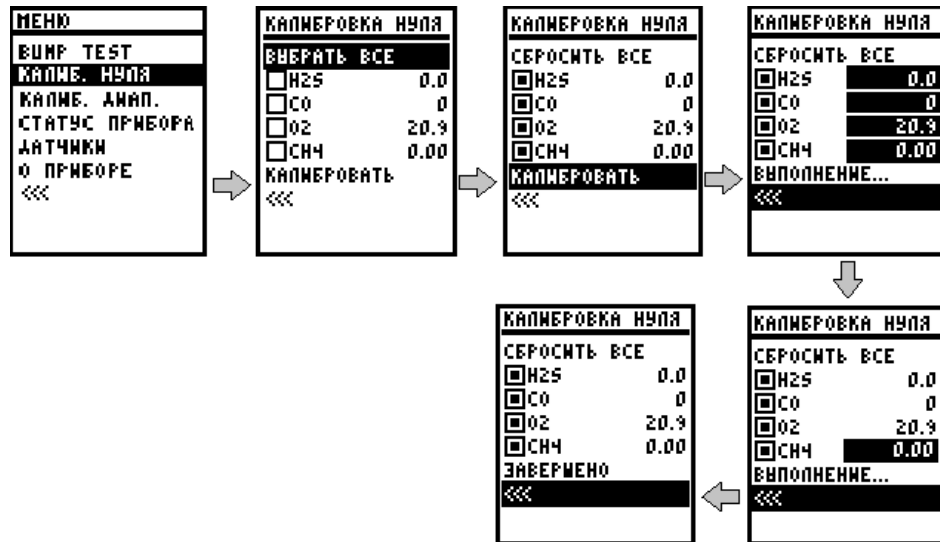 МЕНЮ
BUMP TEST
КАЛИБ. НУЛЯ
КАЛИБ. ДИАП.
СТАТУС ПРИБОРА
ДАТЧИКИ
О ПРИБОРЕ
<<<
КАЛИБРОВКА НУЛЯ
ВЫБРАТЬ ВСЕ
H2S 0.0
CO 0
O2 20.9
CH4 0.00
КАЛИБРОВАТЬ
<<<
КАЛИБРОВКА НУЛЯ
СБРОСИТЬ ВСЕ
H2S 0.0
CO 0
O2 20.9
CH4 0.00
КАЛИБРОВАТЬ
<<<
КАЛИБРОВКА НУЛЯ
СБРОСИТЬ ВСЕ
H2S 0.0
CO 0
O2 20.9
CH4 0.00
ВЫПОЛНЕНИЕ...
<<<
КАЛИБРОВКА НУЛЯ
СБРОСИТЬ ВСЕ
H2S 0.0
CO 0
O2 20.9
CH4 0.00
ВЫПОЛНЕНИЕ...
<<<
КАЛИБРОВКА НУЛЯ
СБРОСИТЬ ВСЕ
H2S 0.0
CO 0
O2 20.9
CH4 0.00
ЗАВЕРШЕНО
<<<